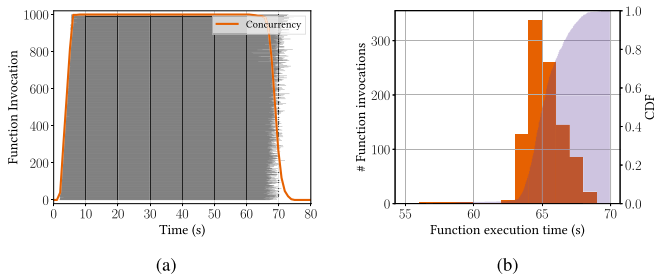 1000
800
600
400
200
0
Function Invocation
Concurrency
0 10 20 30 40 50 60 70 80
Time (s)
(a)
300
200
100
0
# Function invocations
1.0
0.8
0.6
0.4
0.2
0.0
CDF
55 60 65 70
Function execution time (s)
(b)